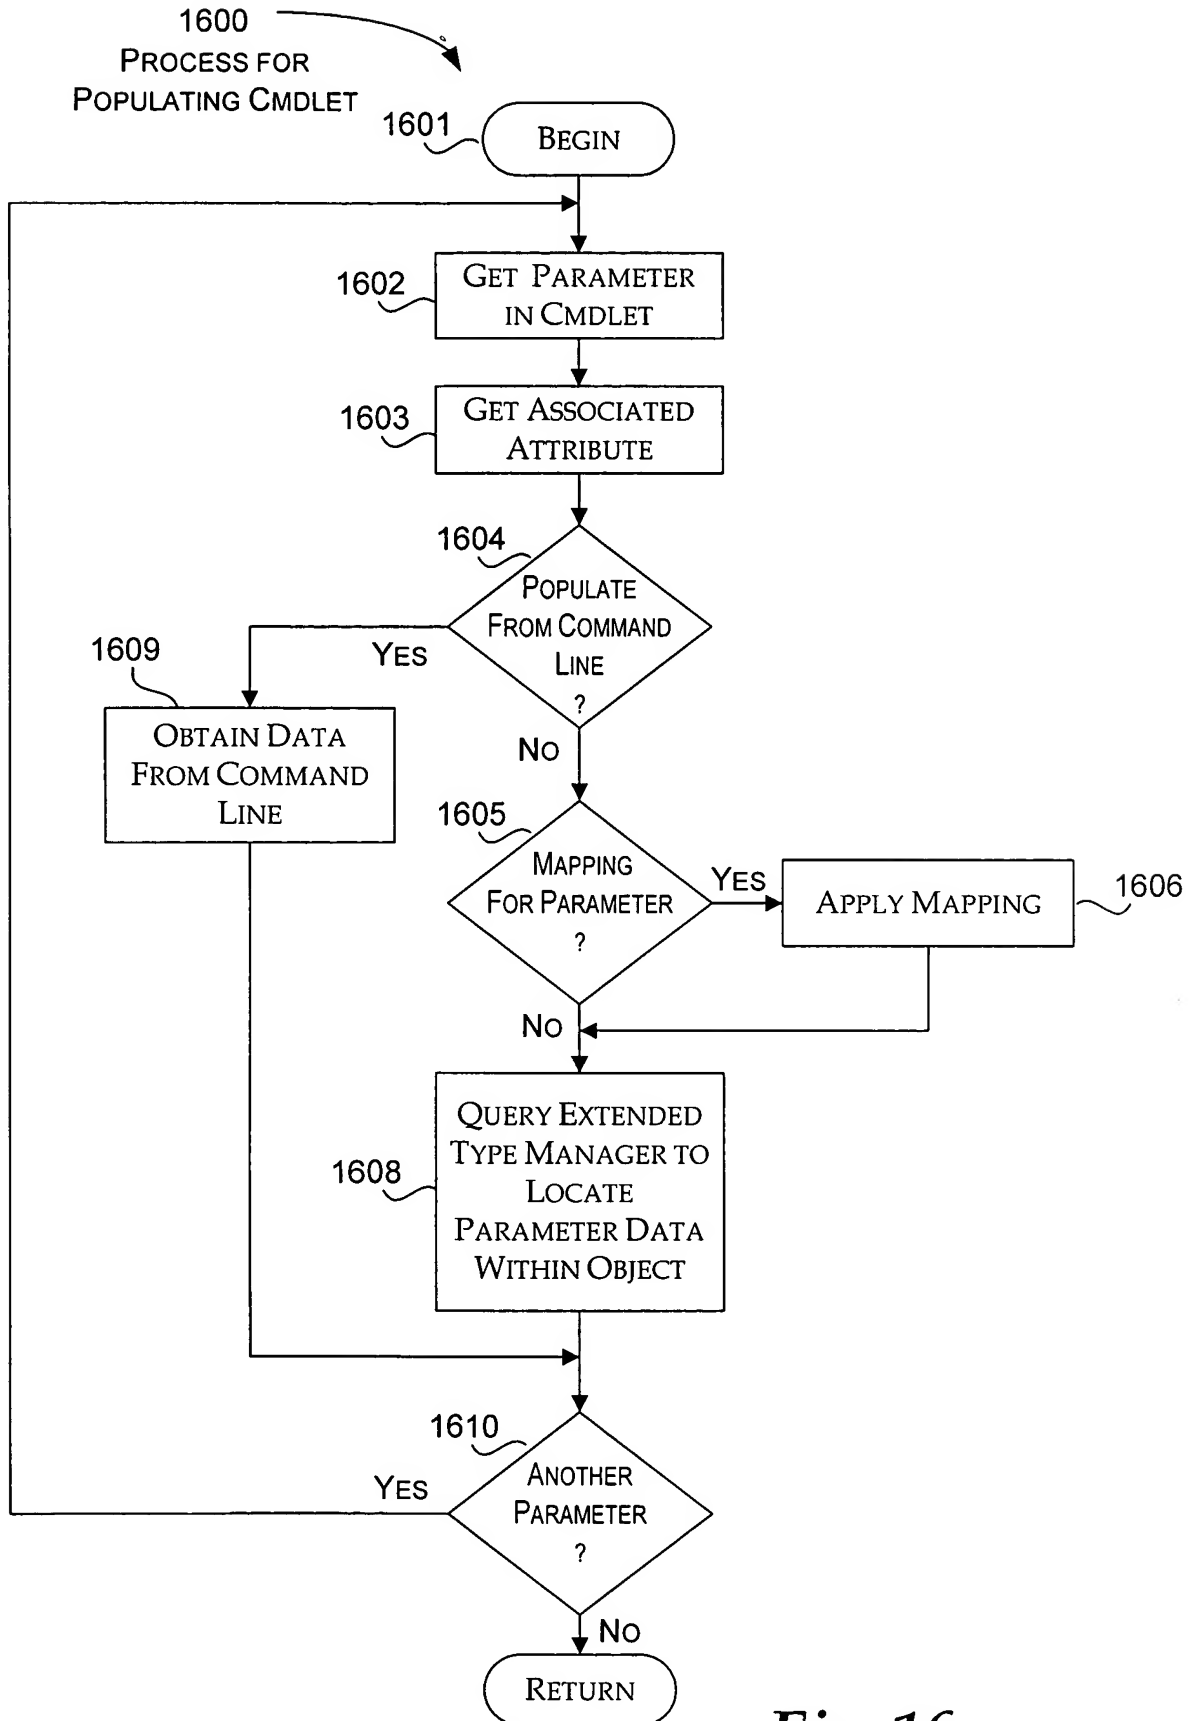 1600
PROCESS FOR
POPULATING CMDLET
1601
BEGIN
1602
GET PARAMETER
IN CMDLET
1603
GET ASSOCIATED
ATTRIBUTE
1604
POPULATE
FROM COMMAND
LINE
?
YES
1609
OBTAIN DATA
FROM COMMAND
LINE
NO
1605
MAPPING
FOR PARAMETER
?
YES
APPLY MAPPING
1606
NO
1608
QUERY EXTENDED
TYPE MANAGER TO
LOCATE
PARAMETER DATA
WITHIN OBJECT
1610
ANOTHER
PARAMETER
?
YES
NO
RETURN
Fig. 16